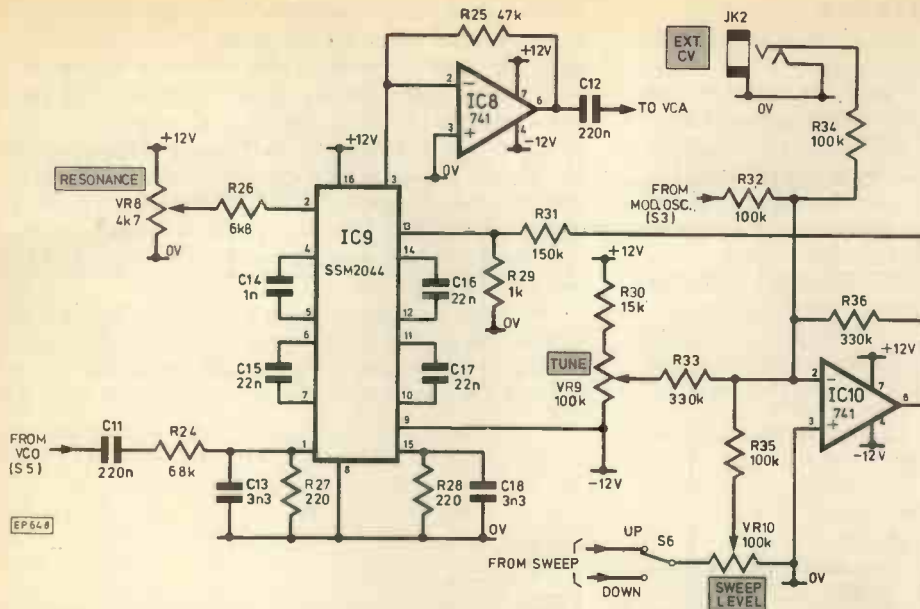 R25 47k
+12V
2
−
IC8
741
3
+
7
6
4
-12V
0V
C12
220n
TO VCA
JK2
EXT.
CV
0V
R34
100k
FROM
MOD. OSC.
(S3)
R32
100k
RESONANCE
+12V
VR8
4k7
0V
R26
6k8
+12V
16
3
2
IC9
SSM2044
4
C14
1n
5
6
C15
22n
7
13
14
C16
22n
12
11
C17
22n
10
9
1
8
15
R31
150k
R29
1k
0V
+12V
R30
15k
TUNE
VR9
100k
-12V
R33
330k
R36
330k
+12V
2
−
IC10
741
3
+
7
6
4
-12V
R35
100k
VR10
100k
0V
SWEEP
LEVEL
FROM
VCO
(S5)
C11
220n
R24
68k
C13
3n3
R27
220
R28
220
C18
3n3
0V
FROM SWEEP
UP
S6
DOWN
EP648